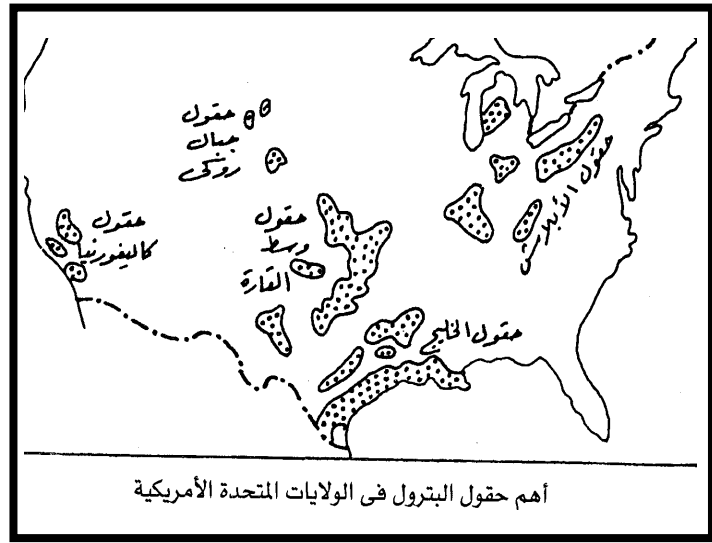 حقول
جبال
روكى
حقول
كاليفورنيا
حقول
وسط
القارة
حقول الأبلاش
حقول الخليج
أهم حقول البترول فى الولايات المتحدة الأمريكية